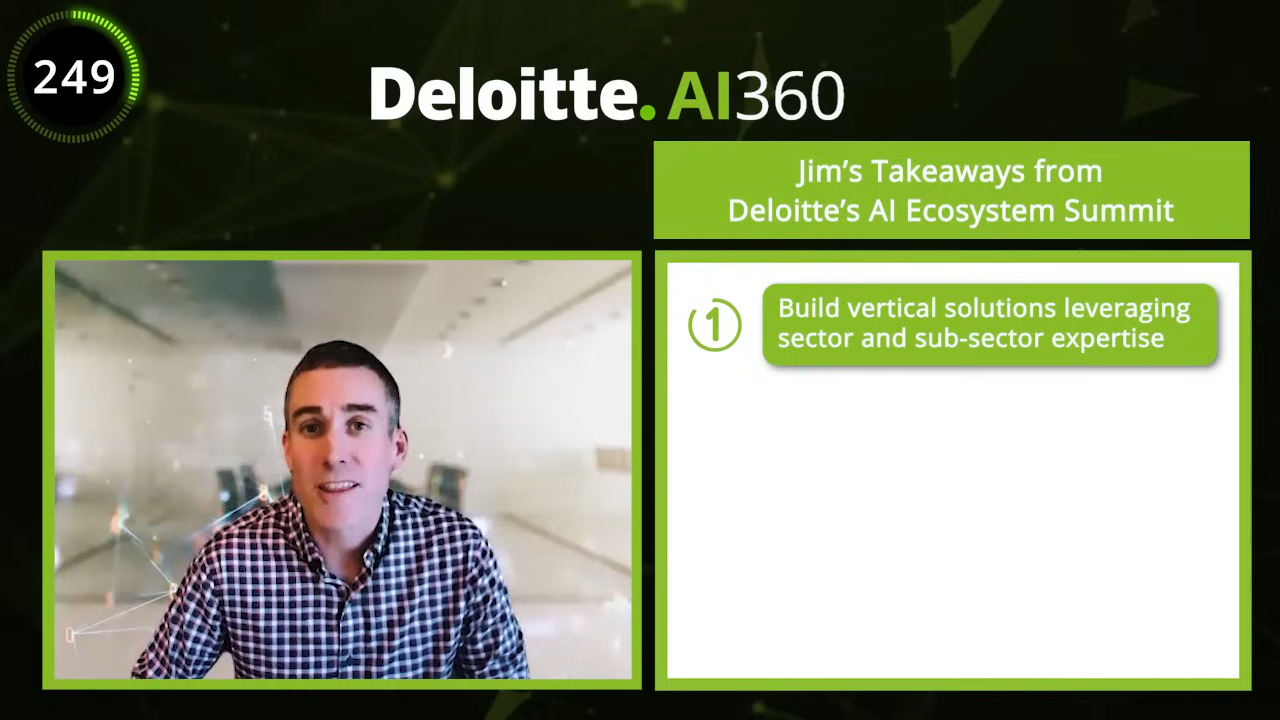 249
Deloitte. AI360
Jim's Takeaways from
Deloitte's AI Ecosystem Summit
1
Build vertical solutions leveraging
sector and sub-sector expertise